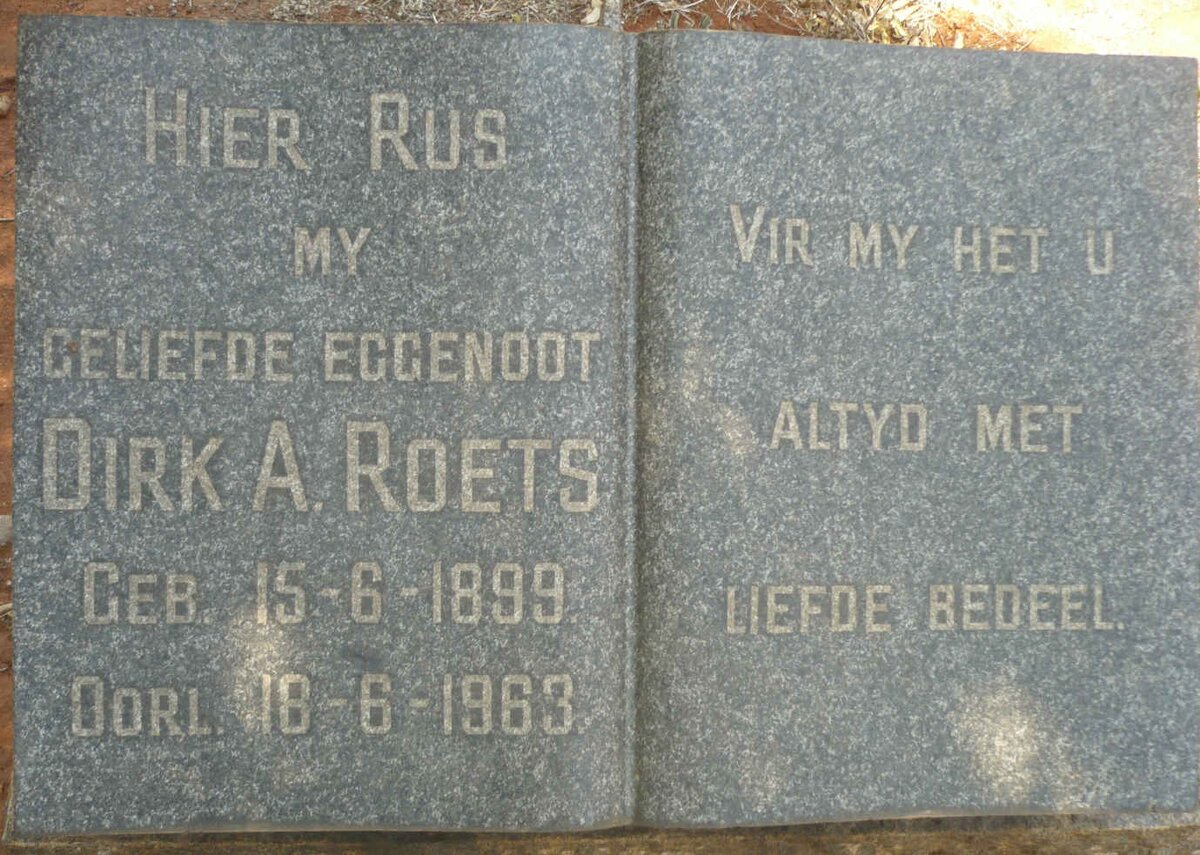 HIER RUS
MY
GELIEFDE EGGENOOT
DIRK A. ROETS
GEB. 15-6-1899.
OORL. 18-6-1963.
VIR MY HET U
ALTYD MET
LIEFDE BEDEEL.